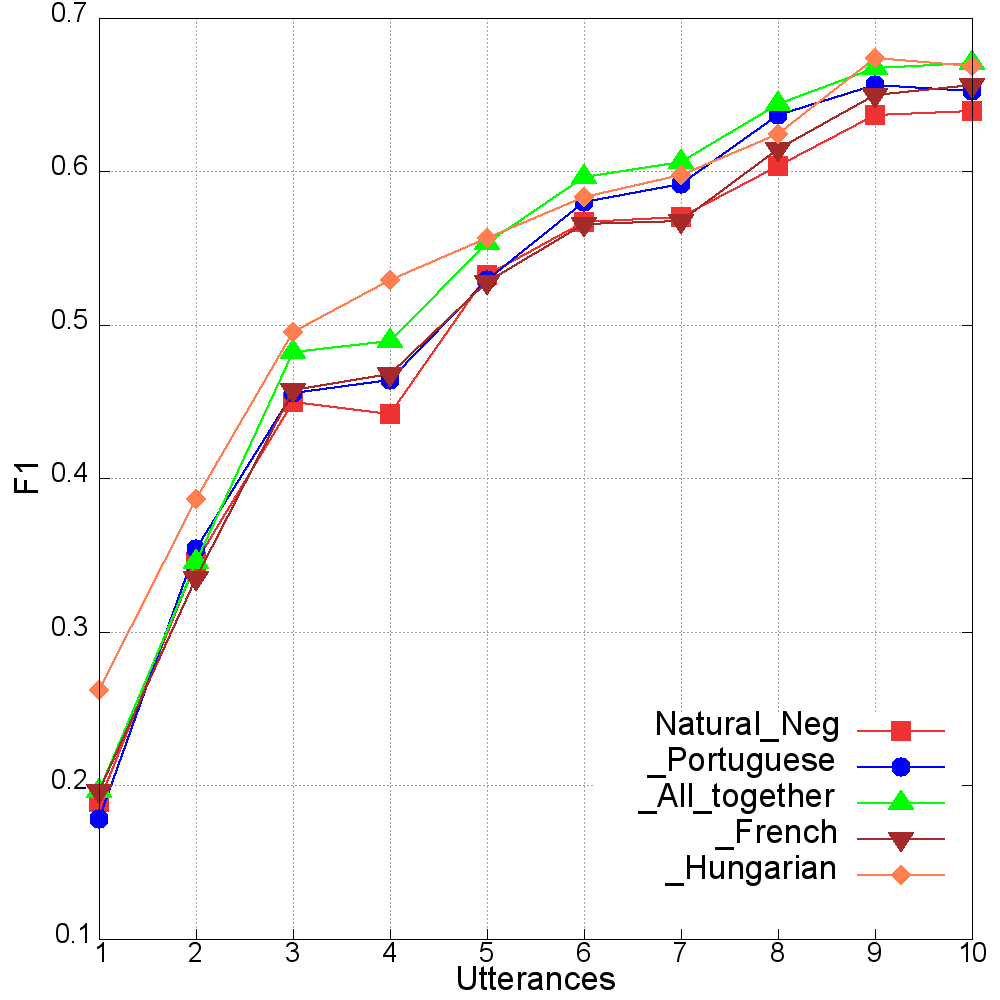 0.7
0.6
0.5
0.4
0.3
0.2
0.1
F1
1 2 3 4 5 6 7 8 9 10
Utterances
Natural_Neg
_Portuguese
_All_together
_French
_Hungarian